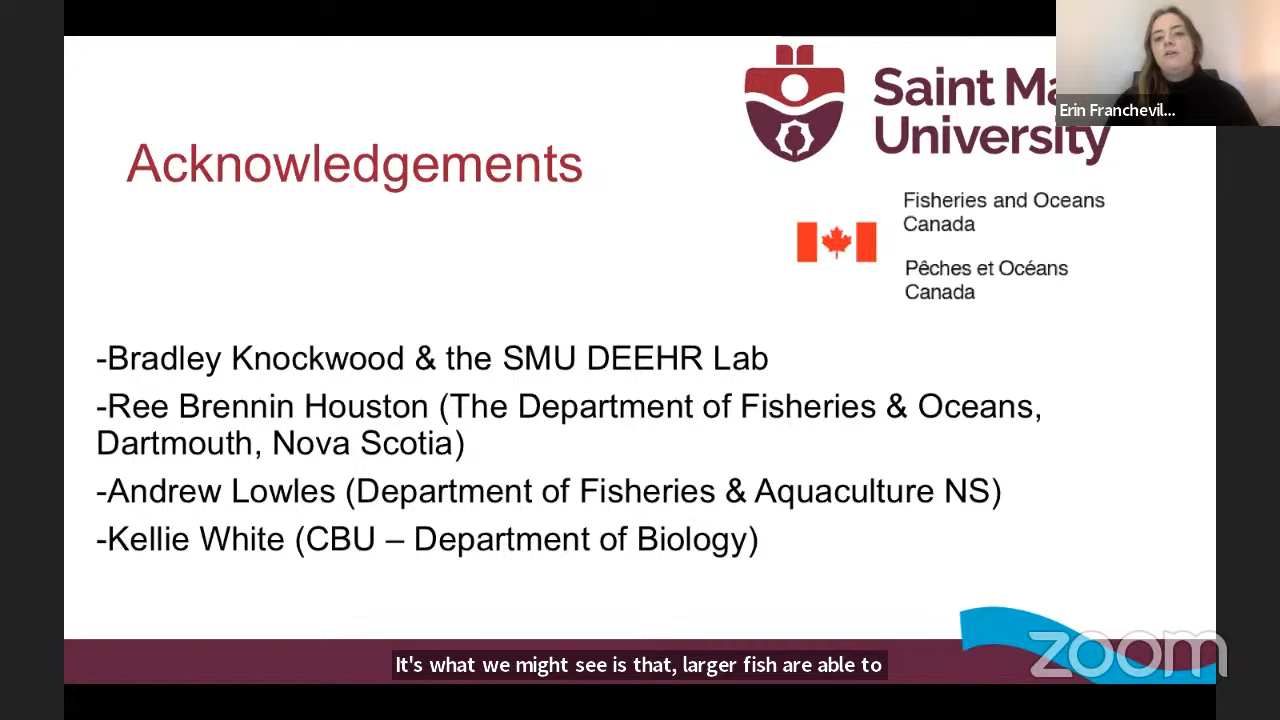 Saint Ma
University
Erin Franchevil...
Acknowledgements
Fisheries and Oceans
Canada
Pêches et Océans
Canada
-Bradley Knockwood & the SMU DEEHR Lab
-Ree Brennin Houston (The Department of Fisheries & Oceans,
Dartmouth, Nova Scotia)
-Andrew Lowles (Department of Fisheries & Aquaculture NS)
-Kellie White (CBU – Department of Biology)
It's what we might see is that, larger fish are able to
zoom